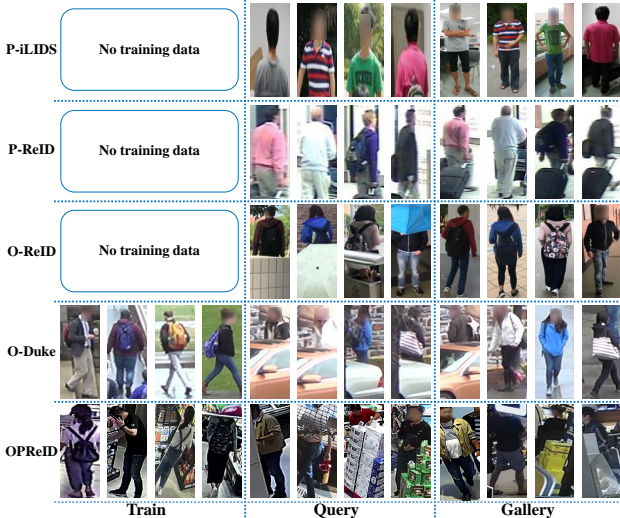 P-iLIDS
No training data
P-ReID
No training data
O-ReID
No training data
O-Duke
OPReID
Train
Query
Gallery